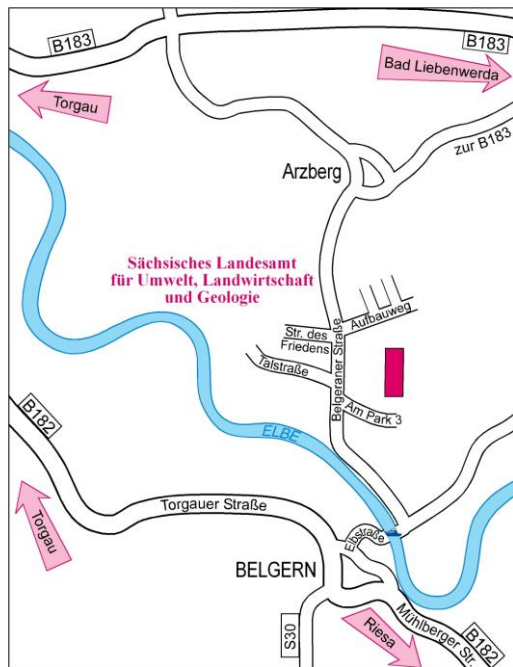 B183
B183
Bad Liebenwerda
Torgau
zur B183
Arzberg
Sächsisches Landesamt
für Umwelt, Landwirtschaft
und Geologie
Aufbauweg
Str. des
Friedens
Belgeraner Straße
Talstraße
Am Park 3
B182
ELBE
Torgauer Straße
Elbstraße
Torgau
BELGERN
Mühlberger Str.
S30
Riesa
B182